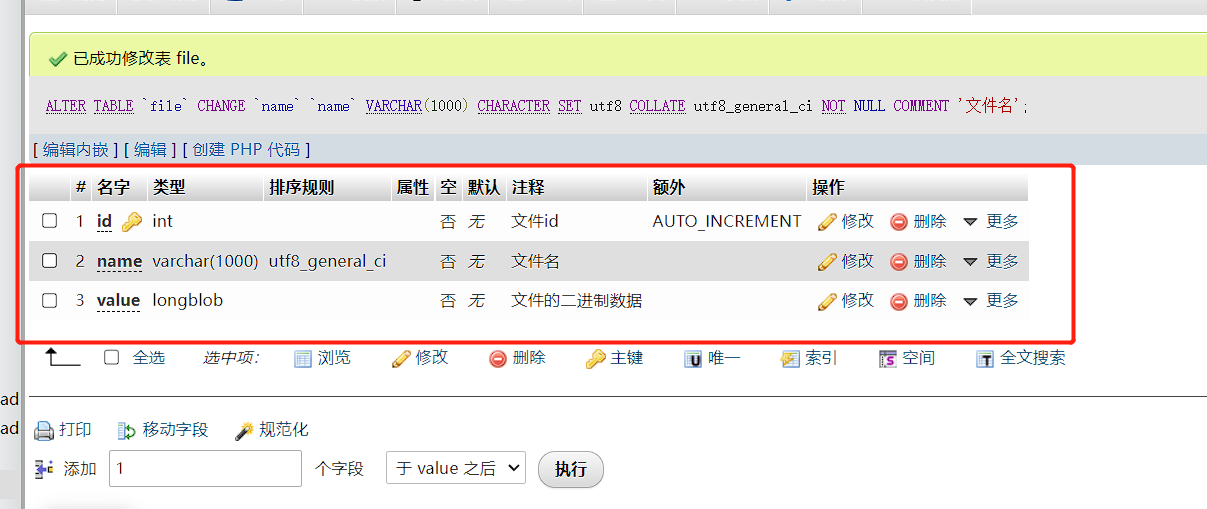 已成功修改表 file。
ALTER TABLE `file` CHANGE `name` `name` VARCHAR(1000) CHARACTER SET utf8 COLLATE utf8_general_ci NOT NULL COMMENT '文件名';
[ 编辑内嵌 ] [ 编辑 ] [ 创建 PHP 代码 ]
# 名字 类型 排序规则 属性 空 默认 注释 额外 操作
1 id int 否 无 文件id AUTO_INCREMENT 修改 删除 更多
2 name varchar(1000) utf8_general_ci 否 无 文件名 修改 删除 更多
3 value longblob 否 无 文件的二进制数据 修改 删除 更多
全选 选中项: 浏览 修改 删除 主键 U 唯一 索引 S 空间 T 全文搜索
ad
ad
打印 移动字段 规范化
添加 1 个字段 于 value 之后 执行